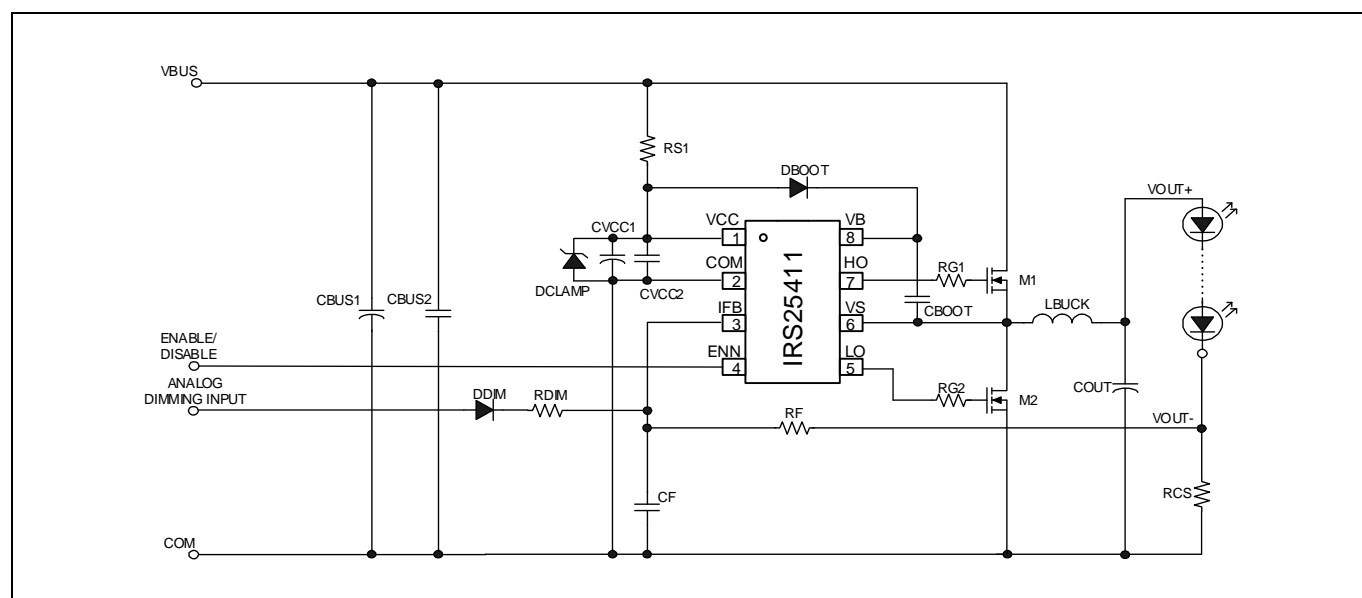 VBUS
RS1
DBOOT
VOUT+
CVCC1
VCC
VB
1
8
COM
HO
RG1
M1
2
7
DCLAMP
CVCC2
CBUS1
CBUS2
IFB
VS
CBOOT
LBUCK
3
6
IRS25411
ENABLE/
DISABLE
ENN
LO
4
5
ANALOG
DIMMING INPUT
DDIM
RDIM
RG2
M2
COUT
RF
VOUT-
CF
RCS
COM